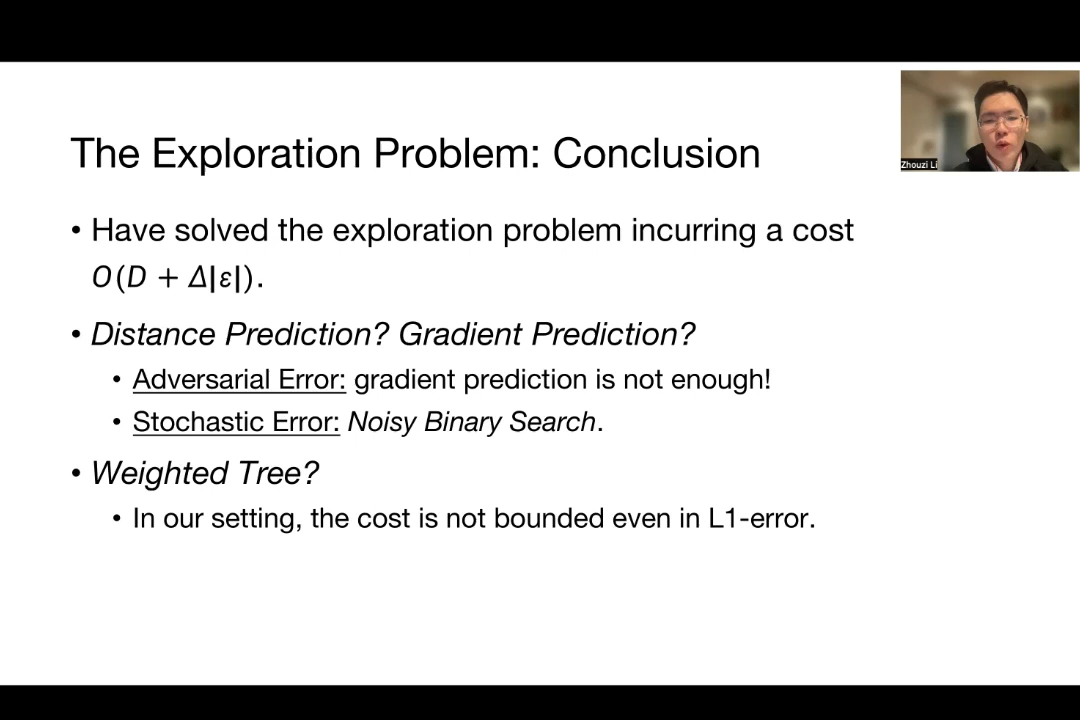 The Exploration Problem: Conclusion
Zhouzi Li
• Have solved the exploration problem incurring a cost
O(D + Δ|ε|).
• Distance Prediction? Gradient Prediction?
• Adversarial Error: gradient prediction is not enough!
• Stochastic Error: Noisy Binary Search.
• Weighted Tree?
• In our setting, the cost is not bounded even in L1-error.